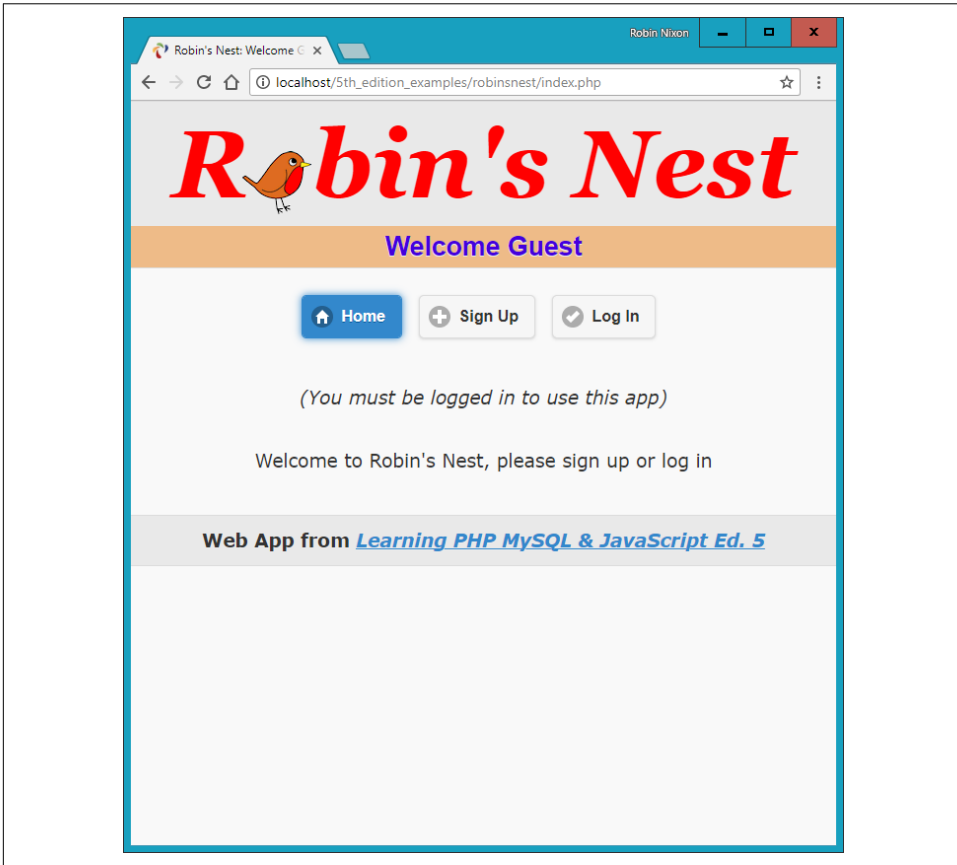 Robin Nixon
Robin's Nest: Welcome G
localhost/5th_edition_examples/robinsnest/index.php
Robin's Nest
Welcome Guest
Home Sign Up Log In
(You must be logged in to use this app)
Welcome to Robin's Nest, please sign up or log in
Web App from Learning PHP MySQL & JavaScript Ed. 5